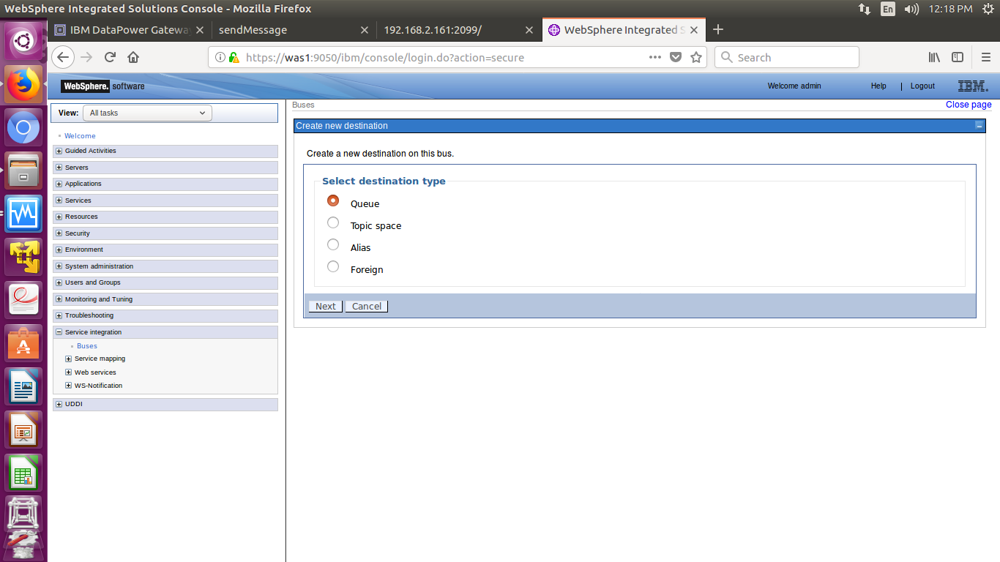 WebSphere Integrated Solutions Console - Mozilla Firefox
En
12:18 PM
IBM DataPower Gateway
sendMessage
192.168.2.161:2099/
WebSphere Integrated S
https://was1:9050/ibm/console/login.do?action=secure
Search
WebSphere. software
Welcome admin
Help
Logout
IBM.
View:
All tasks
Welcome
Guided Activities
Servers
Applications
Services
Resources
Security
Environment
System administration
Users and Groups
Monitoring and Tuning
Troubleshooting
Service integration
Buses
Service mapping
Web services
WS-Notification
UDDI
Buses
Close page
Create new destination
Create a new destination on this bus.
Select destination type
Queue
Topic space
Alias
Foreign
Next
Cancel